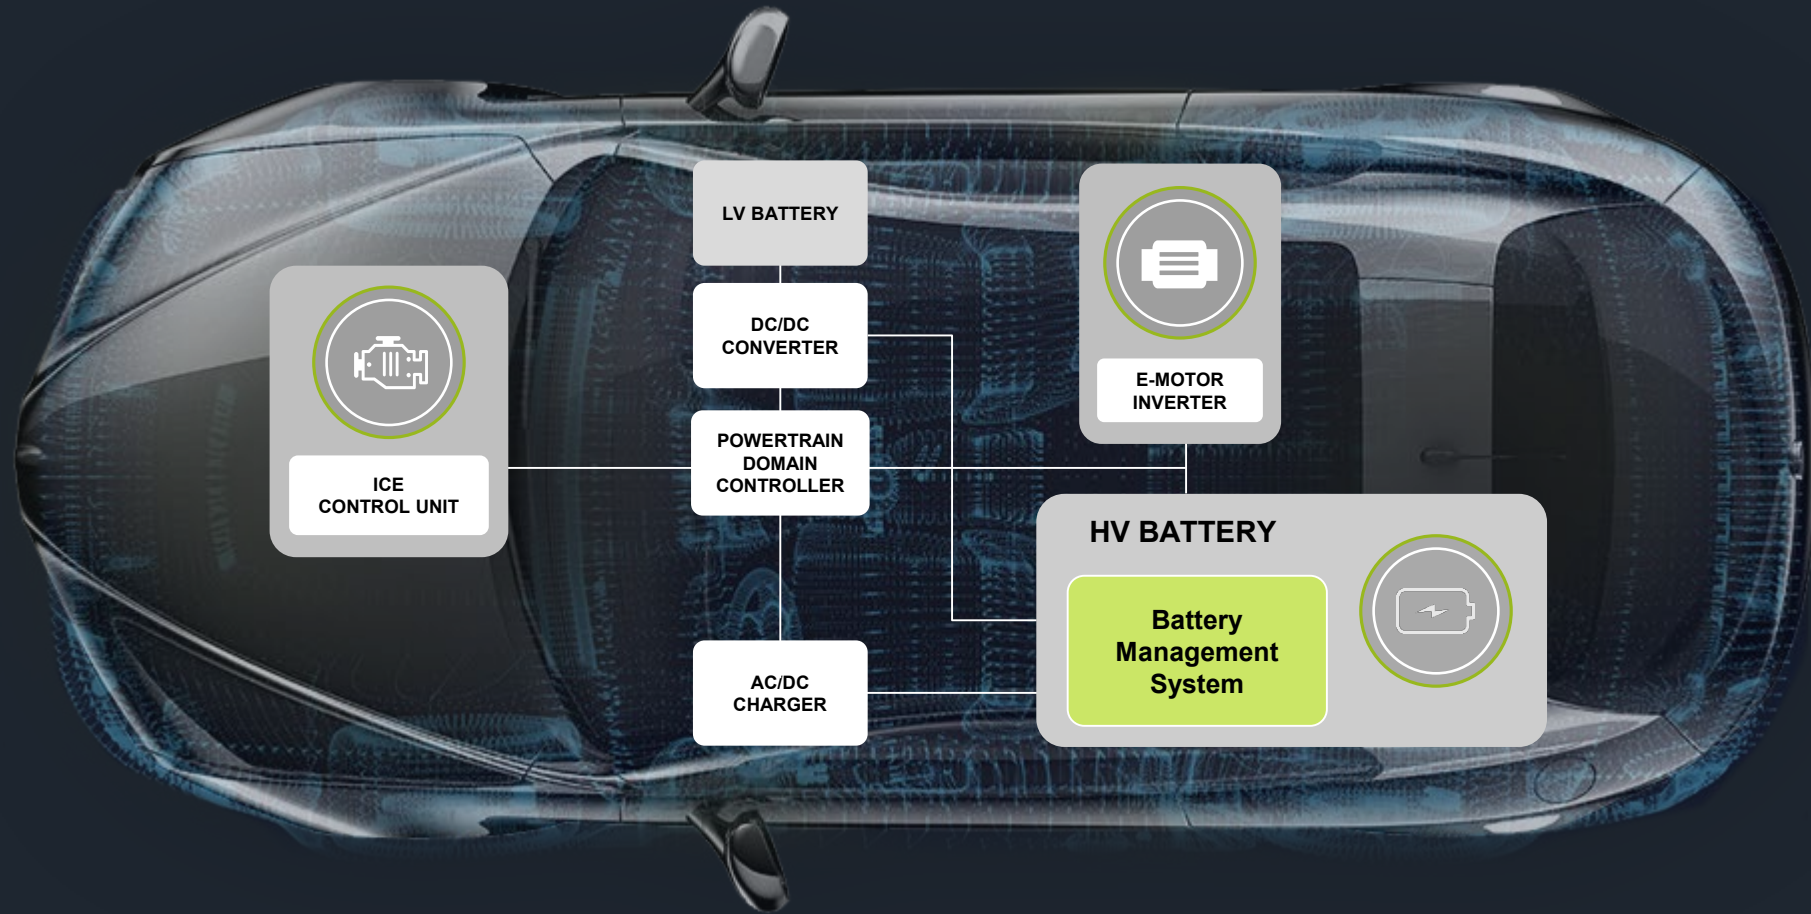 LV BATTERY
DC/DC
CONVERTER
E-MOTOR
INVERTER
POWERTRAIN
DOMAIN
CONTROLLER
ICE
CONTROL UNIT
HV BATTERY
Battery
Management
System
AC/DC
CHARGER